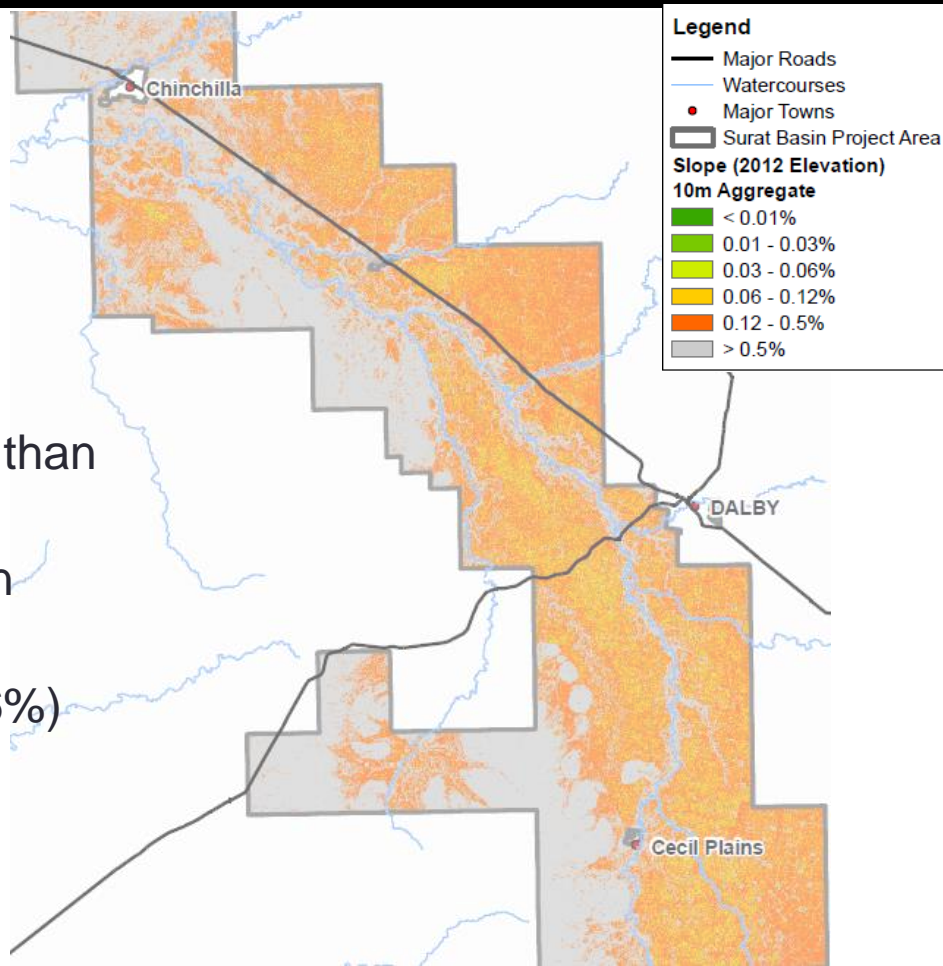 Legend
Major Roads
Watercourses
Major Towns
Surat Basin Project Area
Slope (2012 Elevation)
10m Aggregate
< 0.01%
0.01 - 0.03%
0.03 - 0.06%
0.06 - 0.12%
0.12 - 0.5%
> 0.5%
Chinchilla
than
DALBY
%)
Cecil Plains